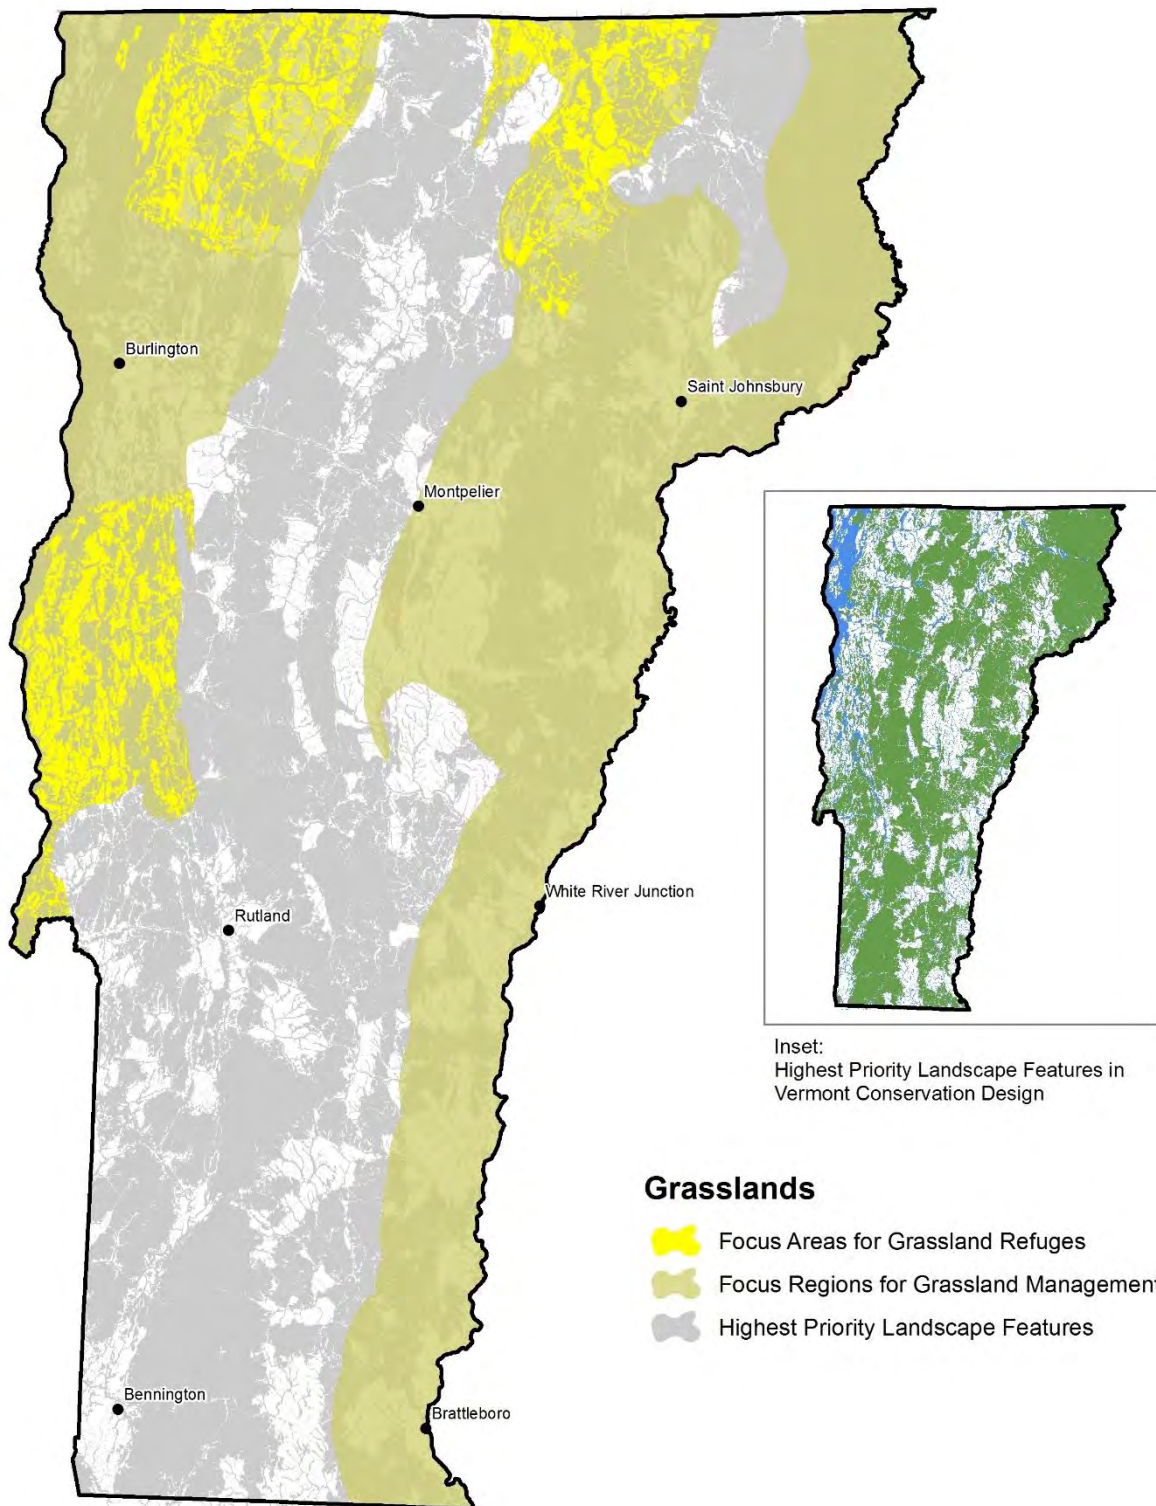 Burlington
Saint Johnsbury
Montpelier
White River Junction
Rutland
Bennington
Brattleboro
Inset:
Highest Priority Landscape Features in
Vermont Conservation Design
Grasslands
Focus Areas for Grassland Refuges
Focus Regions for Grassland Management
Highest Priority Landscape Features